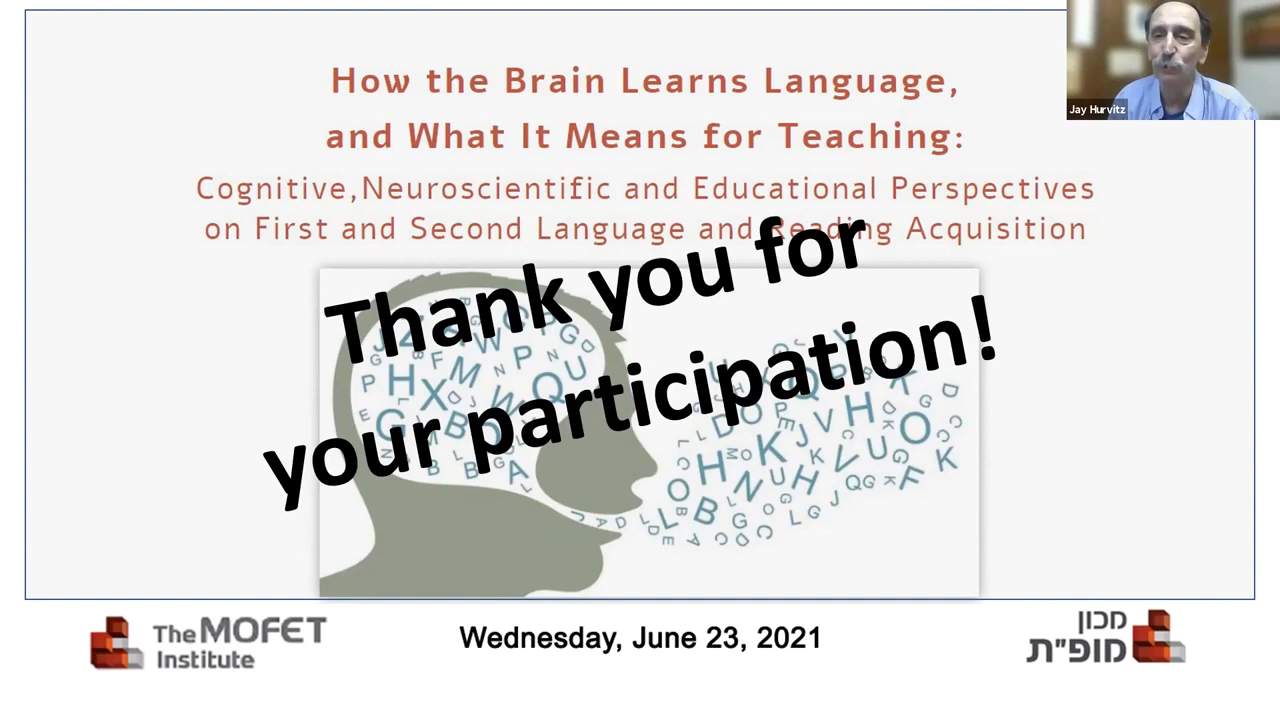 How the Brain Learns Language,
and What It Means for Teaching:
Cognitive,Neuroscientific and Educational Perspectives
on First and Second Language and Reading Acquisition
Thank you for
your participation!
Jay Hurvitz
The MOFET
Institute
Wednesday, June 23, 2021
מכון
מופ"ת